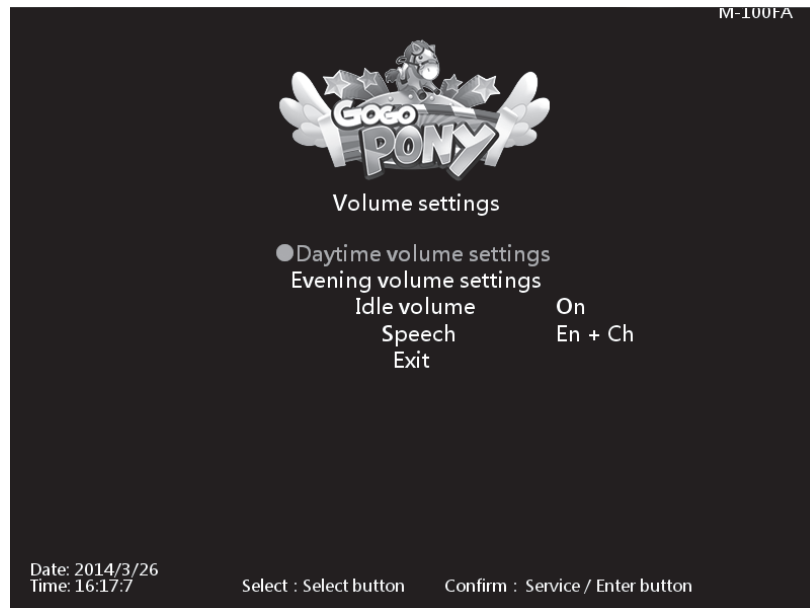 M-100FA
GOGO
PONY
Volume settings
●Daytime volume settings
Evening volume settings
Idle volume On
Speech En + Ch
Exit
Date: 2014/3/26
Time: 16:17:7
Select : Select button Confirm : Service / Enter button